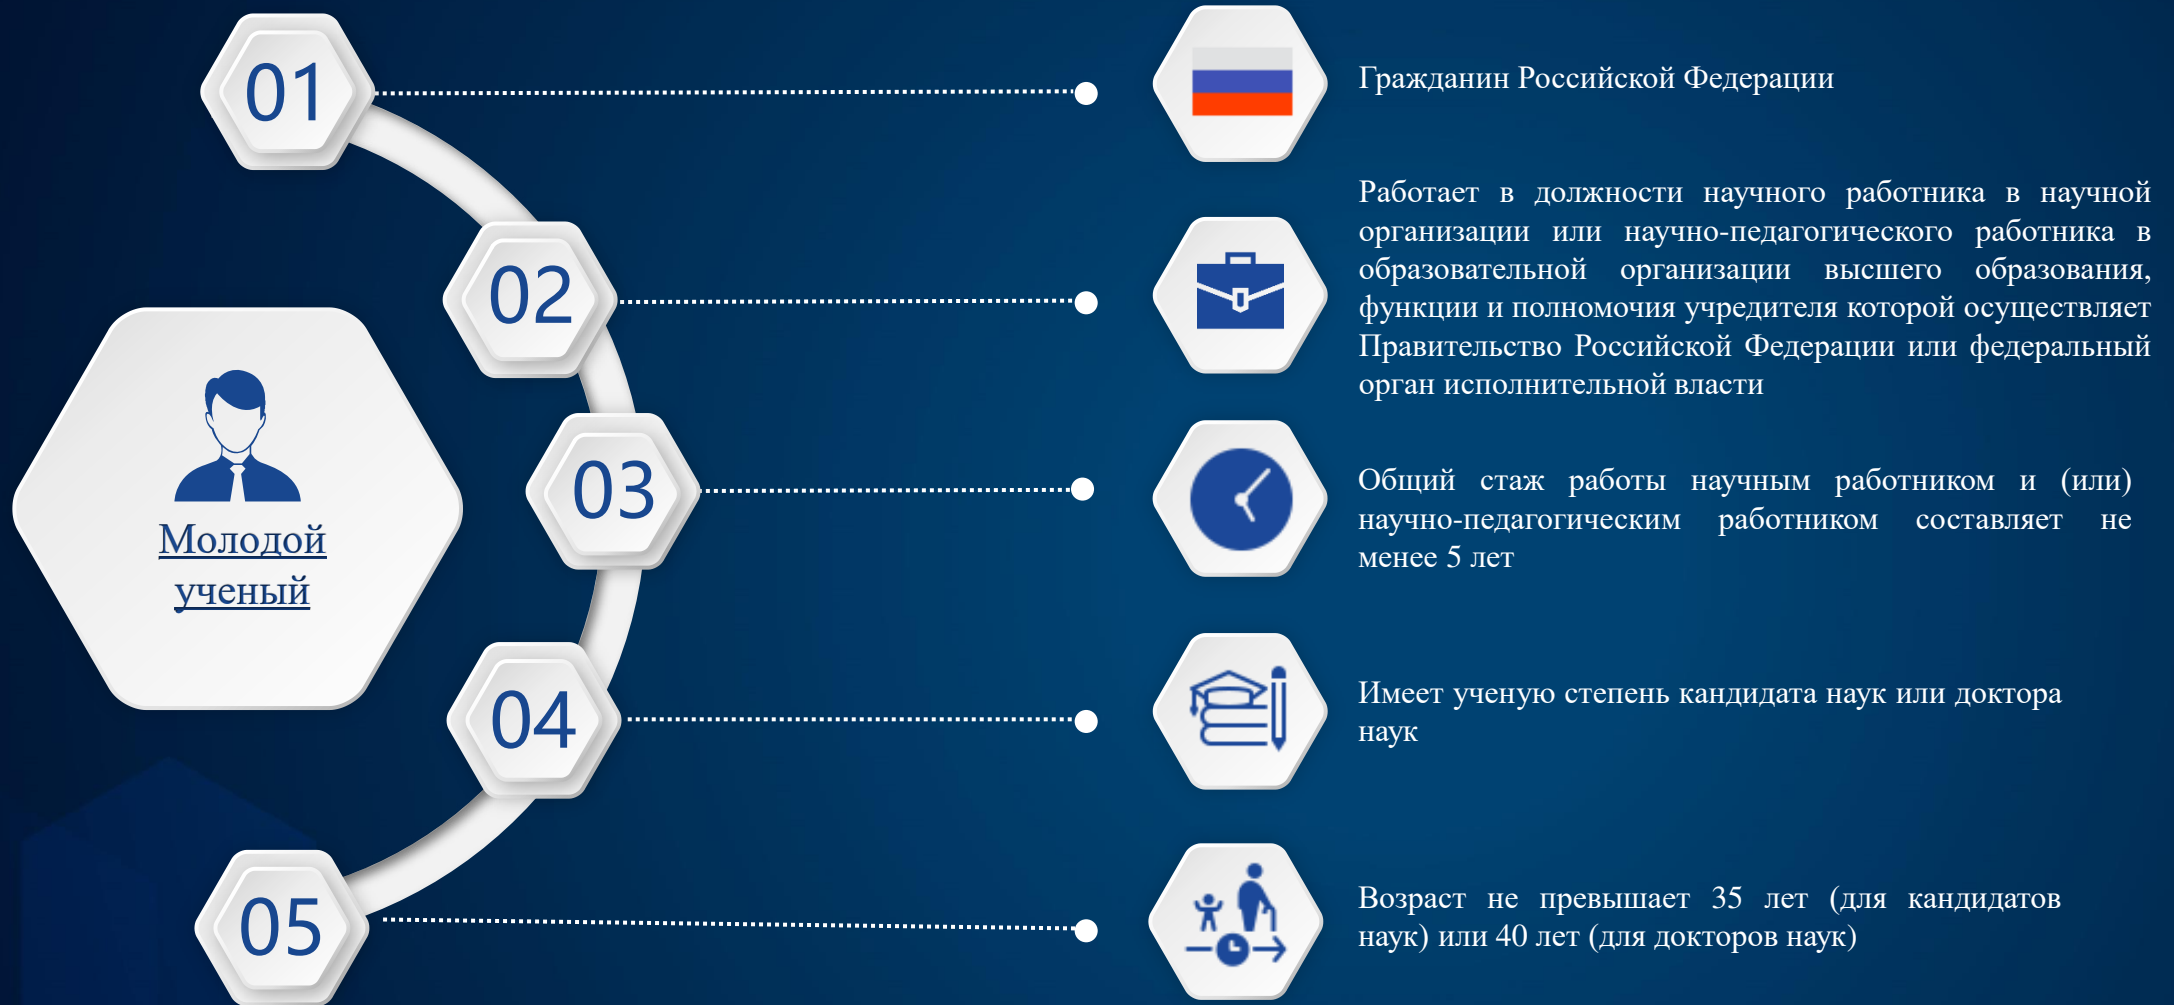 01
Гражданин Российской Федерации
02
Работает в должности научного работника в научной
организации или научно-педагогического работника в
образовательной организации высшего образования,
функции и полномочия учредителя которой осуществляет
Правительство Российской Федерации или федеральный
орган исполнительной власти
03
Общий стаж работы научным работником и (или)
научно-педагогическим работником составляет не
менее 5 лет
Молодой
ученый
04
Имеет ученую степень кандидата наук или доктора
наук
05
Возраст не превышает 35 лет (для кандидатов
наук) или 40 лет (для докторов наук)